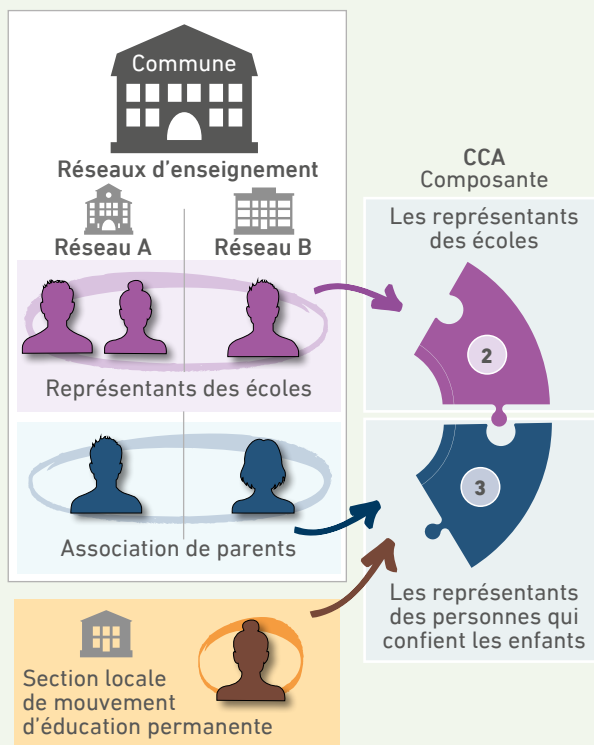 Commune
Réseaux d'enseignement
Réseau A
Réseau B
Représentants des écoles
Association de parents
Section locale
de mouvement
d'éducation permanente
CCA
Composante
Les représentants
des écoles
2
3
Les représentants
des personnes qui
confient les enfants